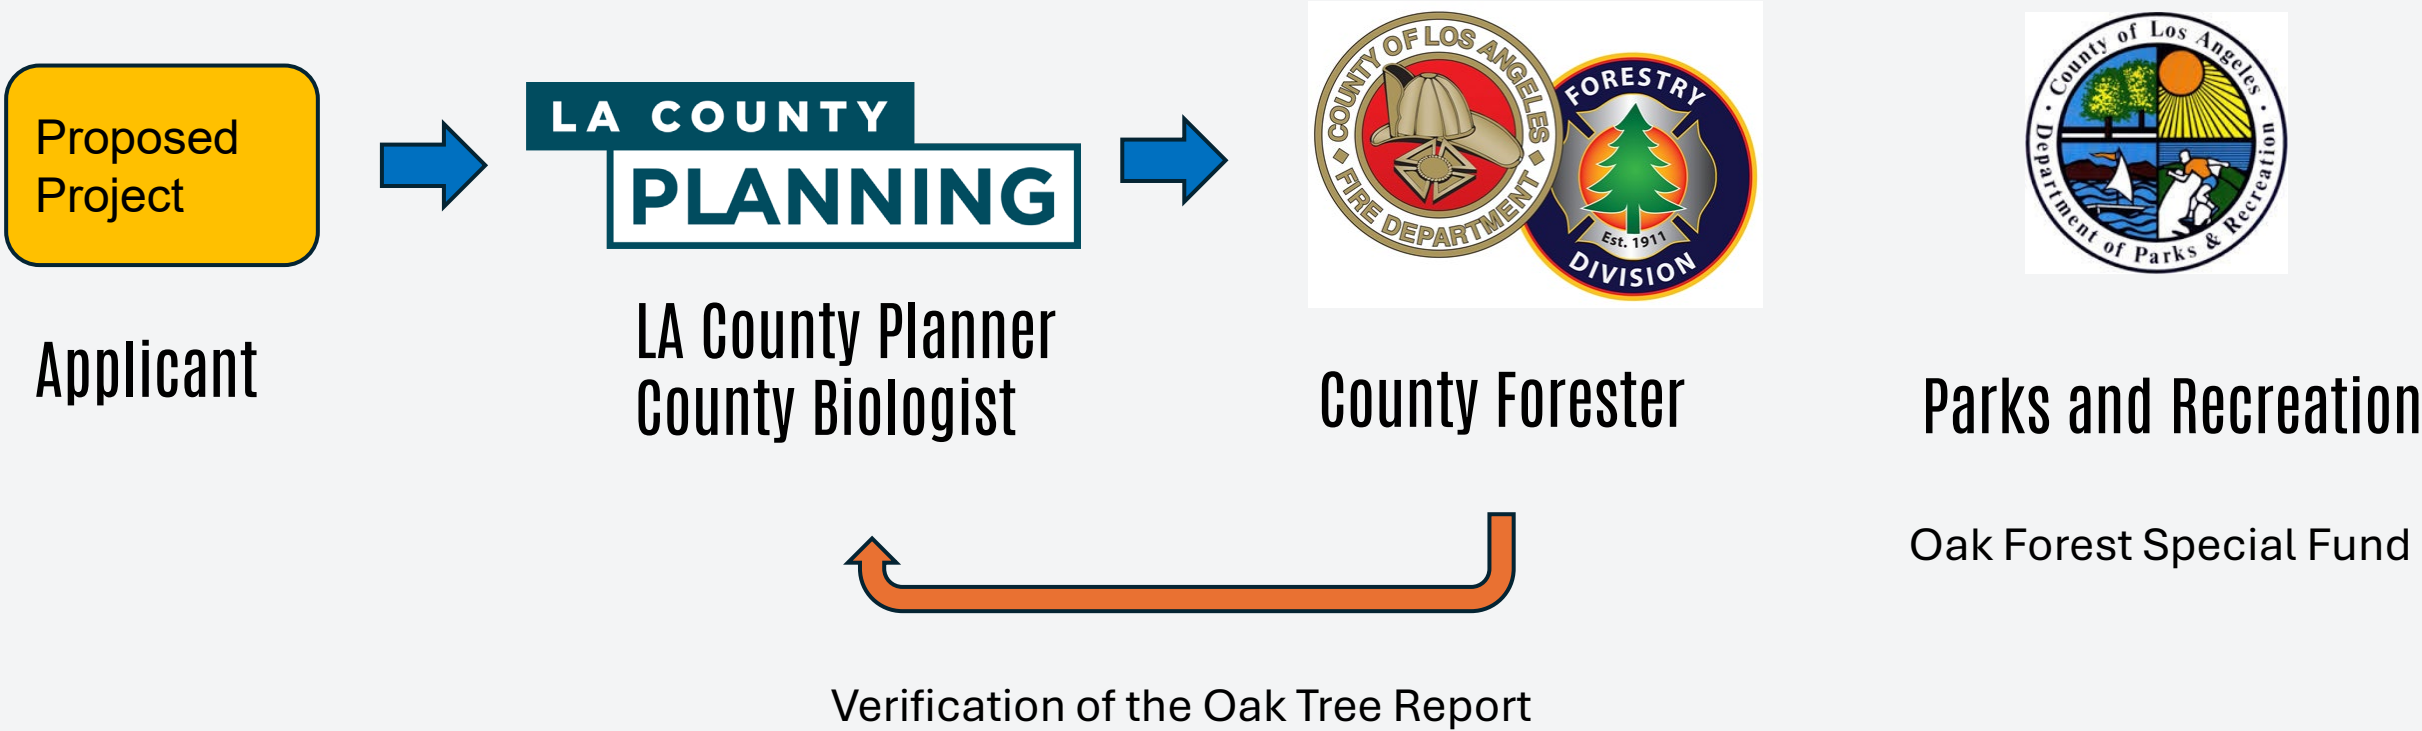 Proposed
Project
LA COUNTY
PLANNING
COUNTY OF LOS ANGELES
FIRE DEPARTMENT
FORESTRY
Est. 1911
DIVISION
County of Los Angeles
Department of Parks & Recreation
Applicant
LA County Planner
County Biologist
County Forester
Parks and Recreation
Oak Forest Special Fund
Verification of the Oak Tree Report